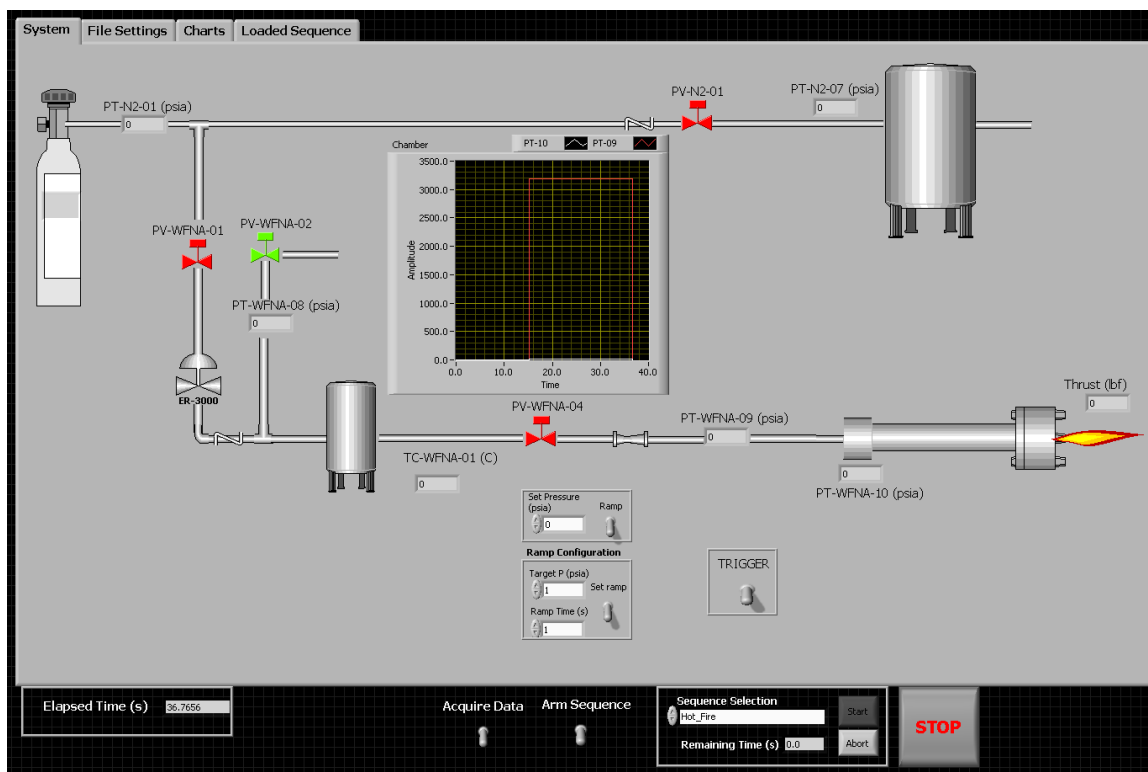 System File Settings Charts Loaded Sequence
PT-N2-01 (psia)
0
PV-N2-01
PT-N2-07 (psia)
0
Chamber PT-10 PT-09
3500.0
3000.0
2500.0
2000.0
1500.0
1000.0
500.0
0.0
Amplitude
0.0 10.0 20.0 30.0 40.0
Time
PV-WFNA-01
PV-WFNA-02
PT-WFNA-08 (psia)
0
ER-3000
PV-WFNA-04
TC-WFNA-01 (C)
0
PT-WFNA-09 (psia)
0
PT-WFNA-10 (psia)
0
Thrust (lbf)
0
Set Pressure
(psia)
0
Ramp
Ramp Configuration
Target P (psia)
1
Set ramp
Ramp Time (s)
1
TRIGGER
Elapsed Time (s) 36.7656
Acquire Data Arm Sequence
Sequence Selection
Hot_Fire
Start
Remaining Time (s) 0.0
Abort
STOP